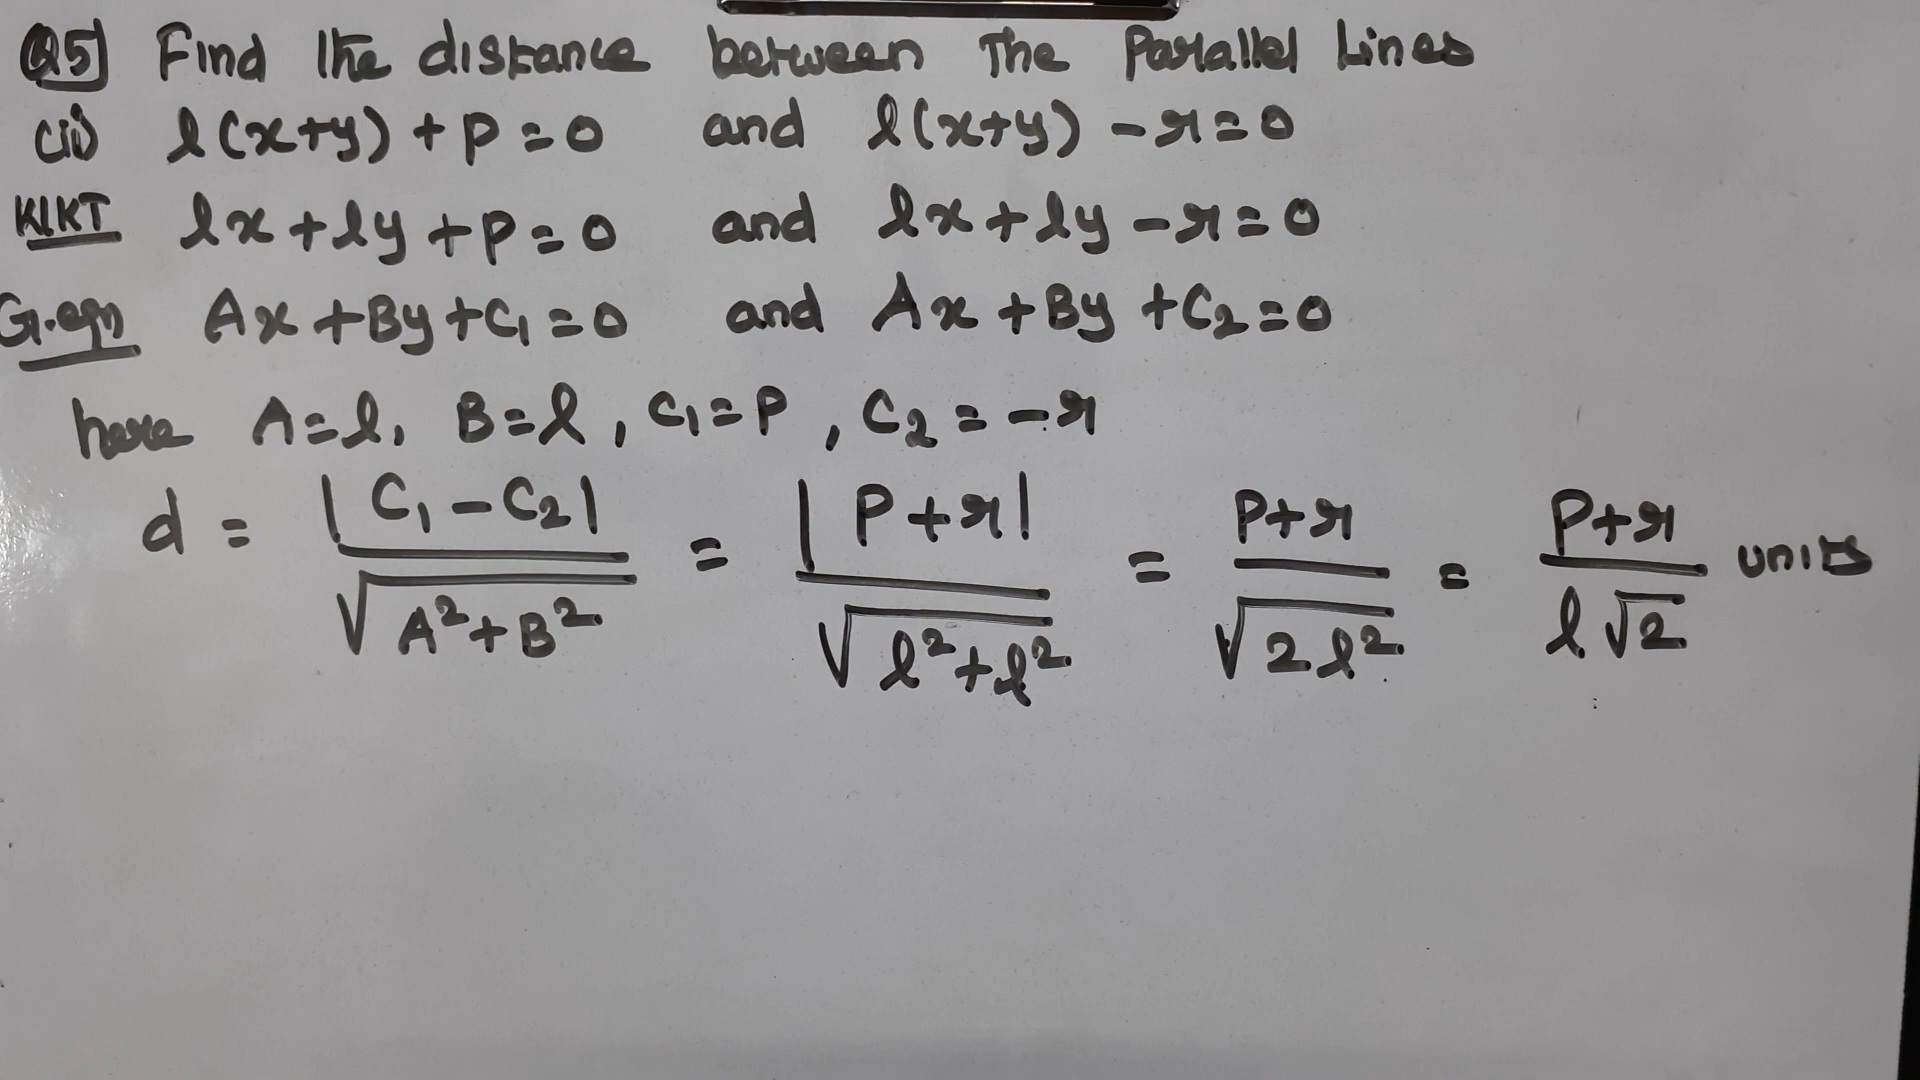 Q5) Find the distance between The Parallel Lines
(ii) l(x+y) + p = 0 and l(x+y) - r = 0
KIKT lx + ly + p = 0 and lx + ly - r = 0
G.eqn Ax + By + C₁ = 0 and Ax + By + C₂ = 0
here A = l, B = l, C₁ = P, C₂ = -r
d = |C₁ - C₂| / √(A² + B²) = |P + r| / √(l² + l²) = P + r / √(2l²) = P + r / l√2 units